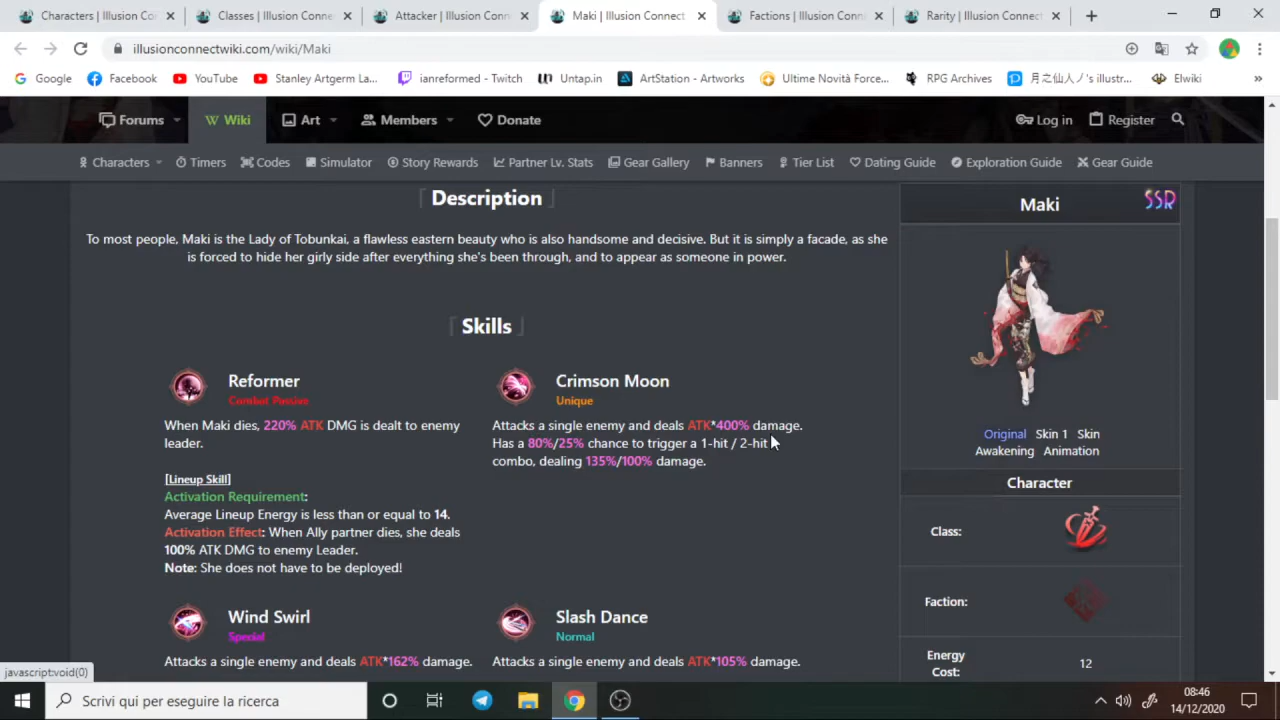 Characters | Illusion Co
Classes | Illusion Conne
Attacker | Illusion Conn
Maki | Illusion Connect
Factions | Illusion Conn
Rarity | Illusion Connect
illusionconnectwiki.com/wiki/Maki
Google Facebook YouTube Stanley Artgerm La... ianreformed - Twitch Untap.in ArtStation - Artworks Ultime Novità Force... RPG Archives 月之仙人ノ's illustr... Elwiki »
Forums Wiki Art Members Donate Log in Register
Characters Timers Codes Simulator Story Rewards Partner Lv. Stats Gear Gallery Banners Tier List Dating Guide Exploration Guide Gear Guide
Description
To most people, Maki is the Lady of Tobunkai, a flawless eastern beauty who is also handsome and decisive. But it is simply a facade, as she
is forced to hide her girly side after everything she's been through, and to appear as someone in power.
Skills
Reformer
Combat Passive
When Maki dies, 220% ATK DMG is dealt to enemy
leader.
[Lineup Skill]
Activation Requirement:
Average Lineup Energy is less than or equal to 14.
Activation Effect: When Ally partner dies, she deals
100% ATK DMG to enemy Leader.
Note: She does not have to be deployed!
Crimson Moon
Unique
Attacks a single enemy and deals ATK*400% damage.
Has a 80%/25% chance to trigger a 1-hit / 2-hit
combo, dealing 135%/100% damage.
Wind Swirl
Special
Attacks a single enemy and deals ATK*162% damage.
Slash Dance
Normal
Attacks a single enemy and deals ATK*105% damage.
Maki
SSR
Original Skin 1 Skin
Awakening Animation
Character
Class:
Faction:
Energy
Cost:
12
javascript:void(0)
Scrivi qui per eseguire la ricerca
08:46
14/12/2020